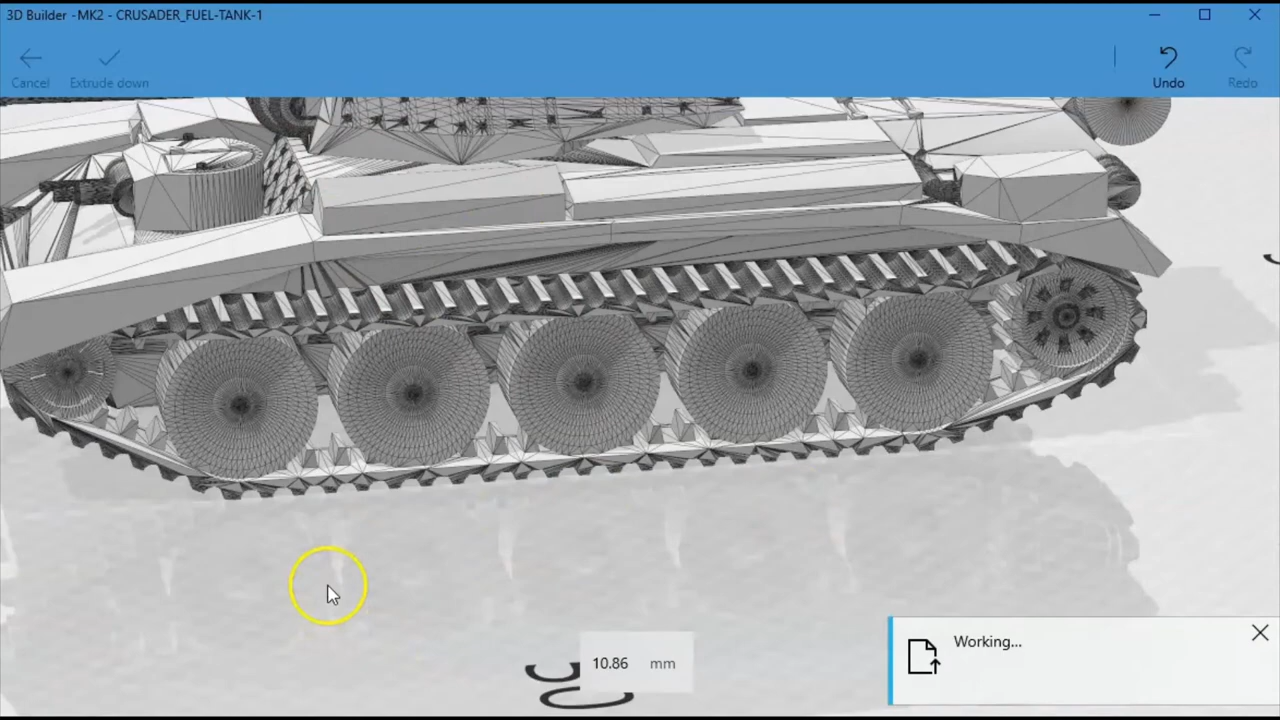 3D Builder - MK2 - CRUSADER_FUEL-TANK-1
Cancel
Extrude down
Undo
Redo
10.86 mm
Working...